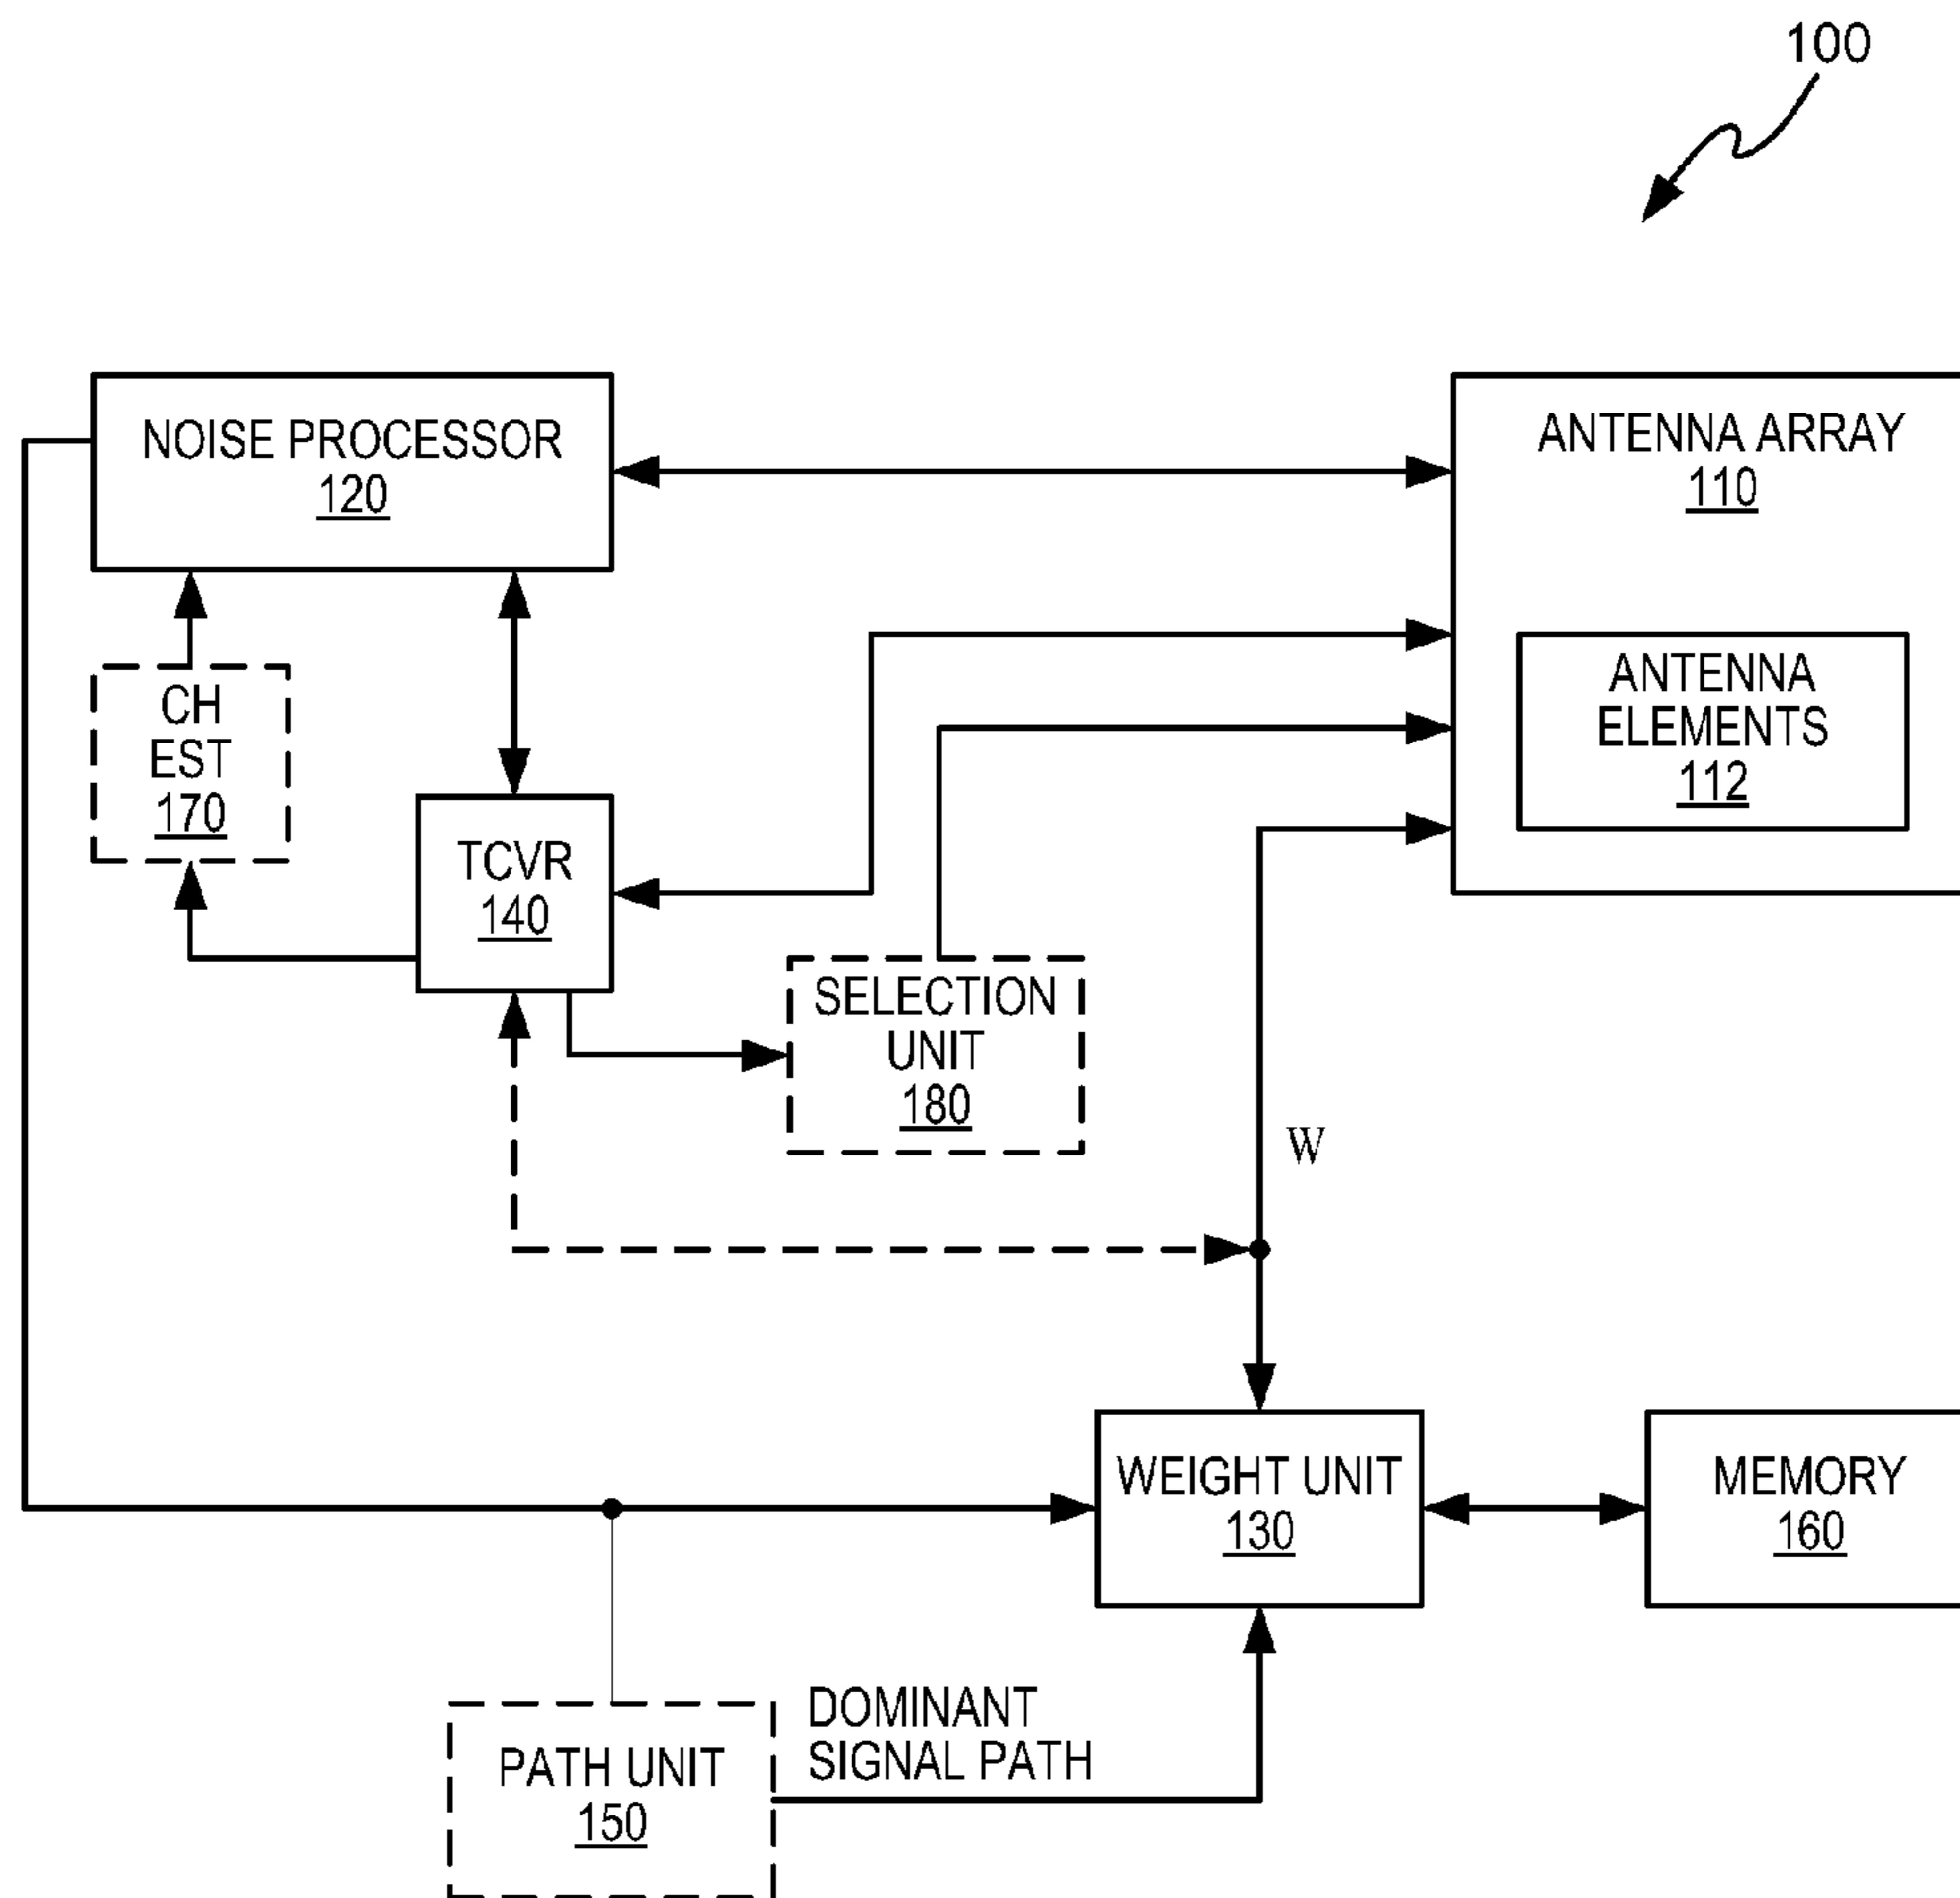 100
NOISE PROCESSOR
120
ANTENNA ARRAY
110
ANTENNA
ELEMENTS
112
CH
EST
170
TCVR
140
SELECTION
UNIT
180
W
WEIGHT UNIT
130
MEMORY
160
DOMINANT
SIGNAL PATH
PATH UNIT
150